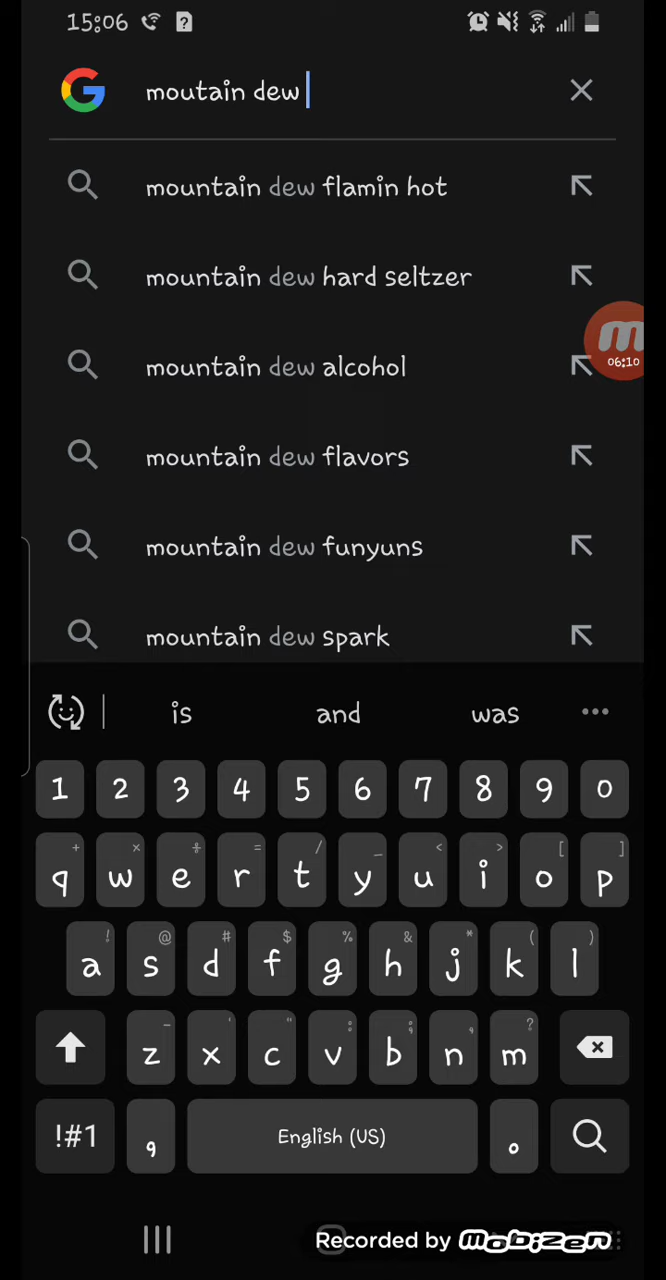 15:06
moutain dew
mountain dew flamin hot
mountain dew hard seltzer
mountain dew alcohol
06:10
mountain dew flavors
mountain dew funyuns
mountain dew spark
is and was
1 2 3 4 5 6 7 8 9 0
+ × ÷ = / _ < > [ ]
q w e r t y u i o p
! @ # $ % & * ( )
a s d f g h j k l
- ' " : ; , ?
z x c v b n m
!#1 , English (US) .
Recorded by mobizen